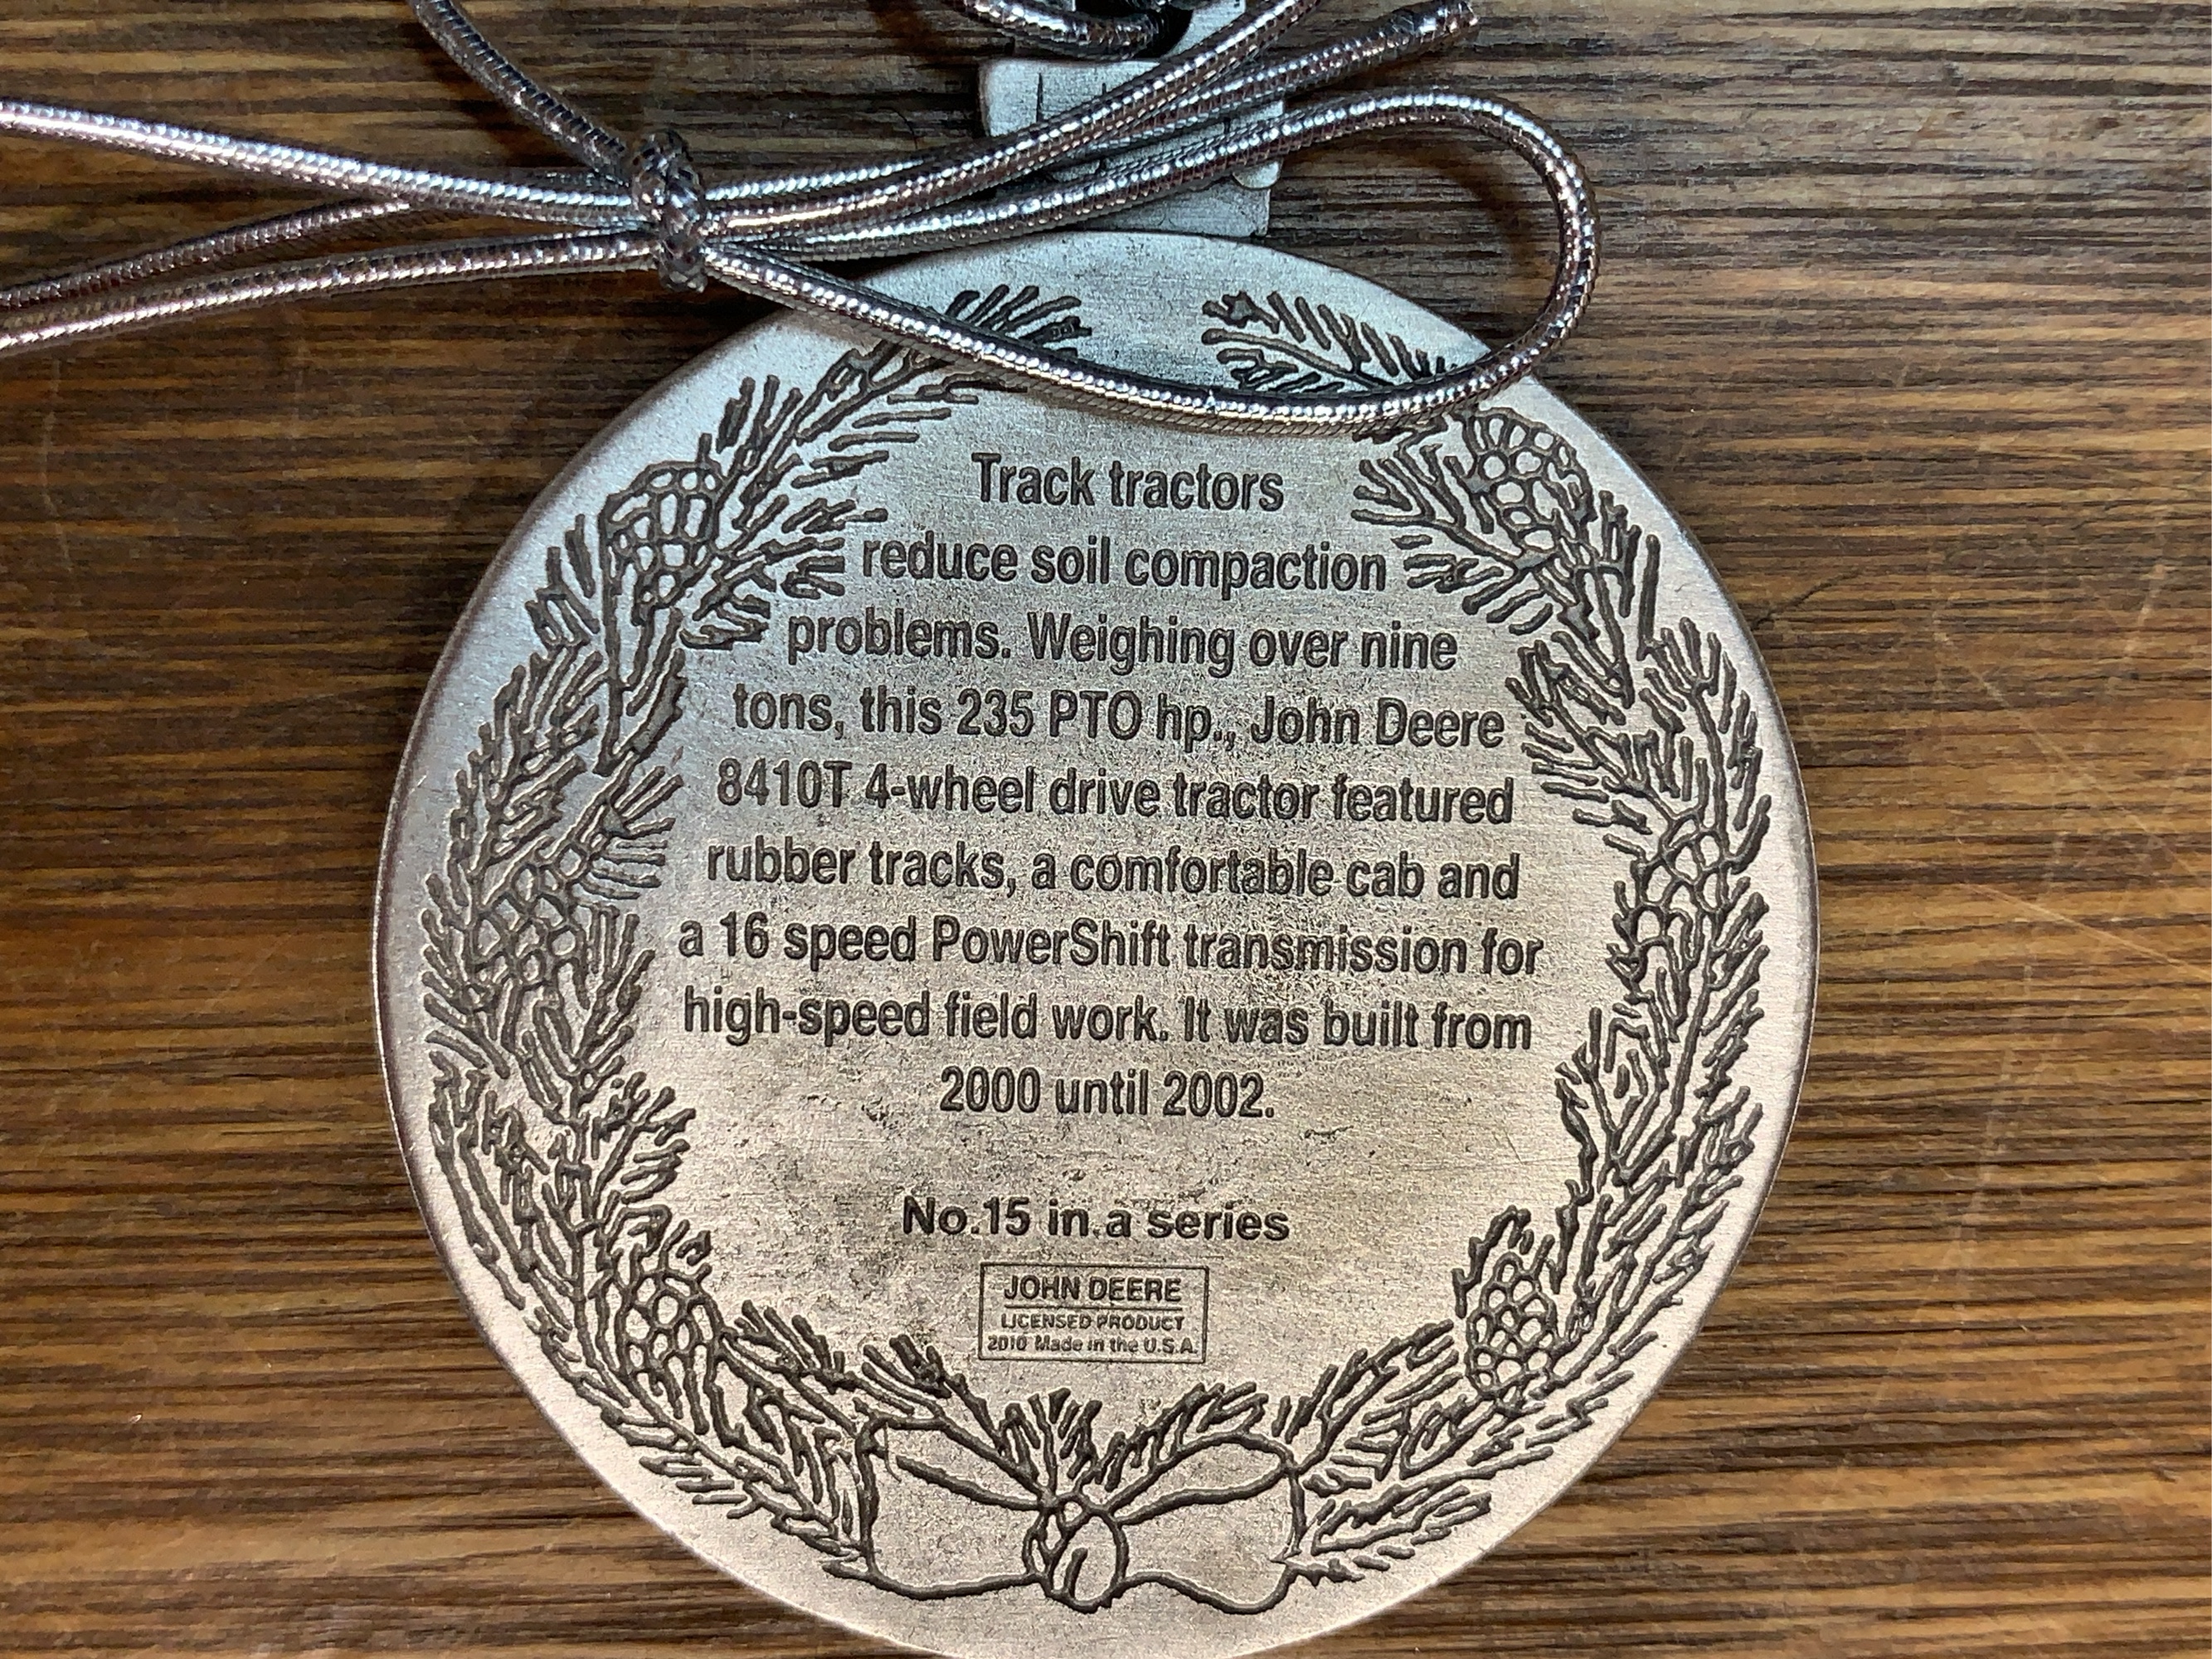 Track tractors
reduce soil compaction
problems. Weighing over nine
tons, this 235 PTO hp., John Deere
8410T 4-wheel drive tractor featured
rubber tracks, a comfortable cab and
a 16 speed PowerShift transmission for
high-speed field work. It was built from
2000 until 2002.
No.15 in a series
JOHN DEERE
LICENSED PRODUCT
2010 Made in the U.S.A.